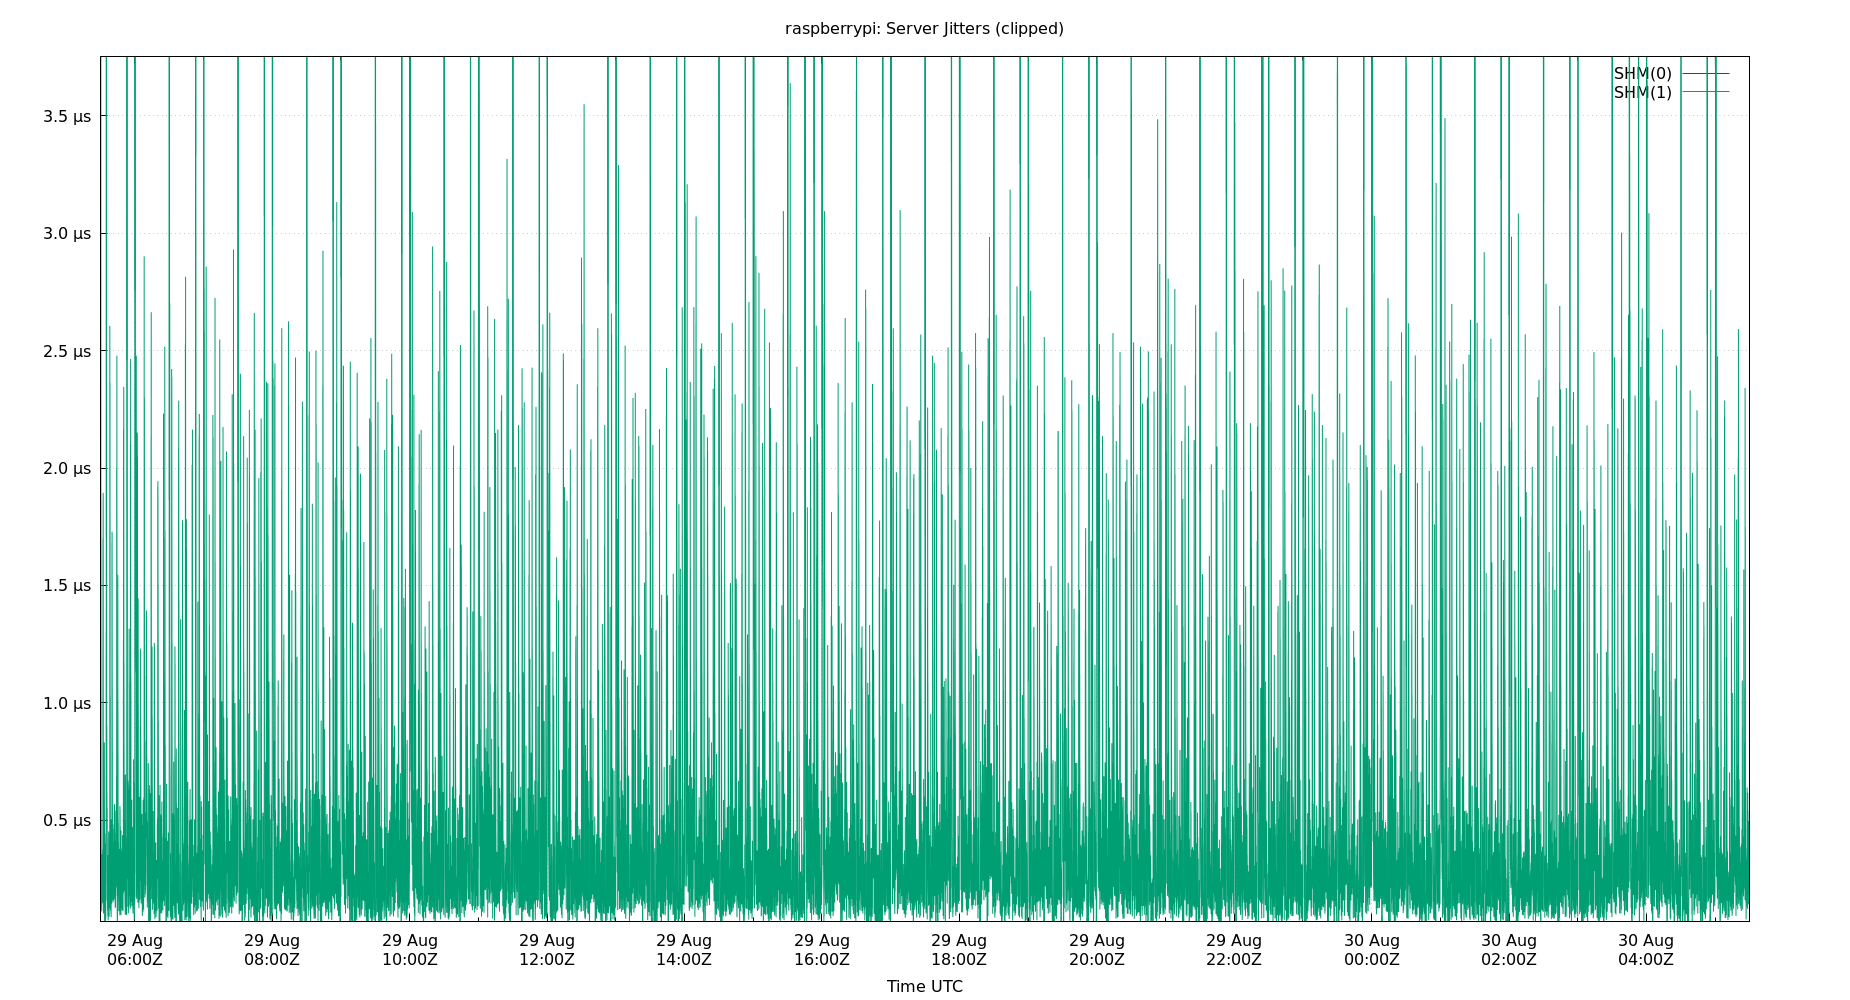 raspberrypi: Server Jitters (clipped)
SHM(0)
SHM(1)
3.5 μs
3.0 μs
2.5 μs
2.0 μs
1.5 μs
1.0 μs
0.5 μs
29 Aug 29 Aug 29 Aug 29 Aug 29 Aug 29 Aug 29 Aug 29 Aug 29 Aug 30 Aug 30 Aug 30 Aug
06:00Z 08:00Z 10:00Z 12:00Z 14:00Z 16:00Z 18:00Z 20:00Z 22:00Z 00:00Z 02:00Z 04:00Z
Time UTC